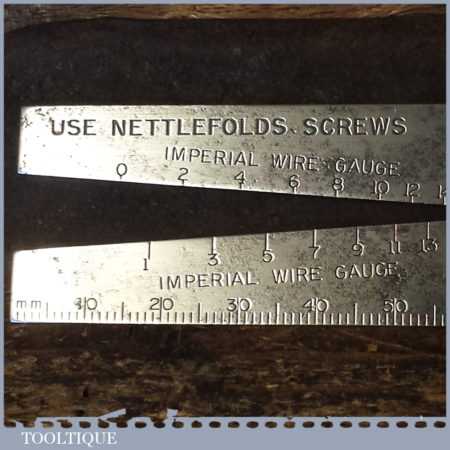 USE NETTLEFOLDS SCREWS
IMPERIAL WIRE GAUGE
0 2 4 6 8 10 12
1 3 5 7 9 11 13
IMPERIAL WIRE GAUGE
mm 10 20 30 40 50
TOOLTIQUE